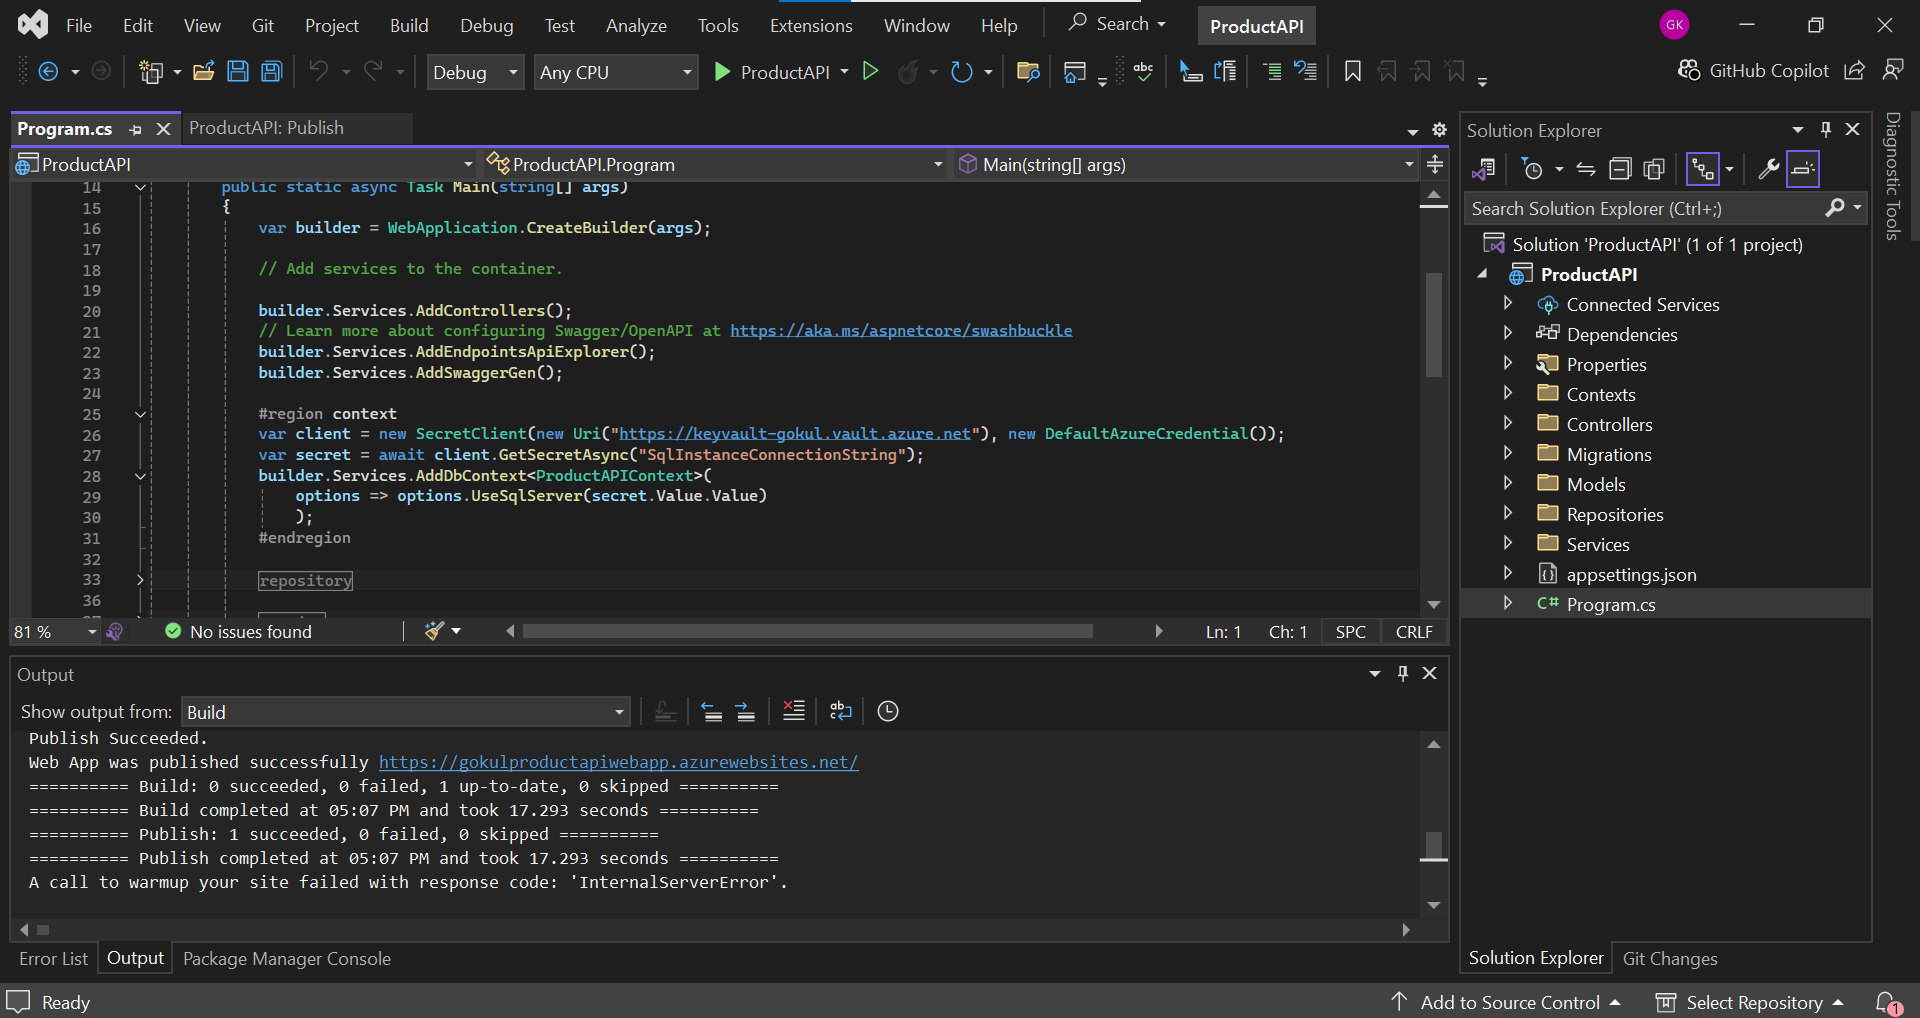 File Edit View Git Project Build Debug Test Analyze Tools Extensions Window Help Search ProductAPI GK
Debug Any CPU ProductAPI GitHub Copilot
Program.cs ProductAPI: Publish
ProductAPI ProductAPI.Program Main(string[] args)
14 public static async Task Main(string[] args)
15 {
16 var builder = WebApplication.CreateBuilder(args);
17
18 // Add services to the container.
19
20 builder.Services.AddControllers();
21 // Learn more about configuring Swagger/OpenAPI at https://aka.ms/aspnetcore/swashbuckle
22 builder.Services.AddEndpointsApiExplorer();
23 builder.Services.AddSwaggerGen();
24
25 #region context
26 var client = new SecretClient(new Uri("https://keyvault-gokul.vault.azure.net"), new DefaultAzureCredential());
27 var secret = await client.GetSecretAsync("SqlInstanceConnectionString");
28 builder.Services.AddDbContext<ProductAPIContext>(
29 options => options.UseSqlServer(secret.Value.Value)
30 );
31 #endregion
32
33 repository
36
81 % No issues found Ln: 1 Ch: 1 SPC CRLF
Output
Show output from: Build
Publish Succeeded.
Web App was published successfully https://gokulproductapiwebapp.azurewebsites.net/
========== Build: 0 succeeded, 0 failed, 1 up-to-date, 0 skipped ==========
========== Build completed at 05:07 PM and took 17.293 seconds ==========
========== Publish: 1 succeeded, 0 failed, 0 skipped ==========
========== Publish completed at 05:07 PM and took 17.293 seconds ==========
A call to warmup your site failed with response code: 'InternalServerError'.
Error List Output Package Manager Console
Solution Explorer
Search Solution Explorer (Ctrl+;)
Solution 'ProductAPI' (1 of 1 project)
ProductAPI
Connected Services
Dependencies
Properties
Contexts
Controllers
Migrations
Models
Repositories
Services
appsettings.json
C# Program.cs
Solution Explorer Git Changes
Diagnostic Tools
Ready Add to Source Control Select Repository 1